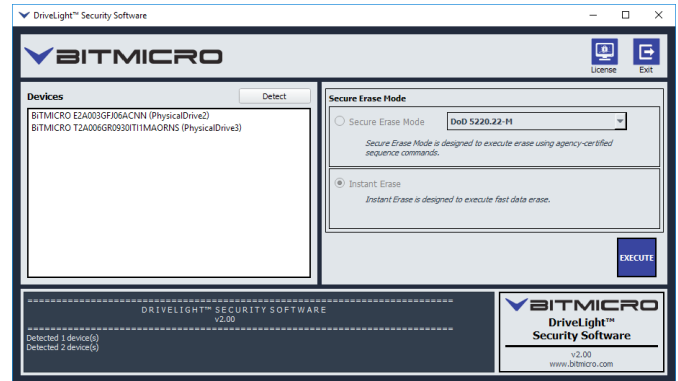 DriveLight™ Security Software
BiTMICRO
License
Exit
Devices
Detect
BiTMICRO E2A003GFJ06ACNN (PhysicalDrive2)
BiTMICRO T2A006GR0930ITI1MAORNS (PhysicalDrive3)
Secure Erase Mode
Secure Erase Mode
DoD 5220.22-M
Secure Erase Mode is designed to execute erase using agency-certified
sequence commands.
Instant Erase
Instant Erase is designed to execute fast data erase.
EXECUTE
==========================================================================
DRIVELIGHT™ SECURITY SOFTWARE
v2.00
==========================================================================
Detected 1 device(s)
Detected 2 device(s)
BiTMICRO
DriveLight™
Security Software
v2.00
www.bitmicro.com